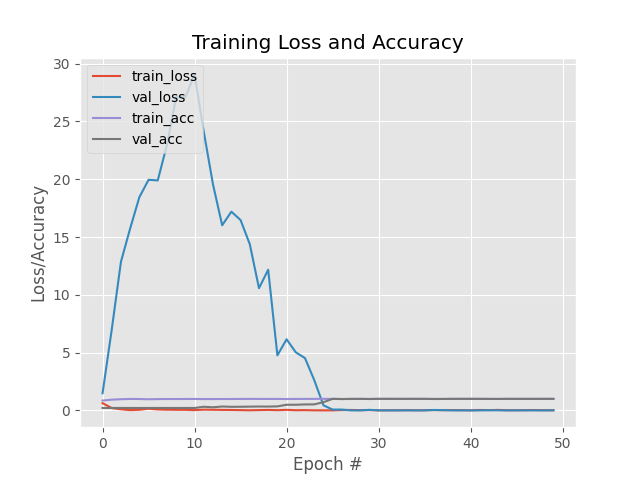 Training Loss and Accuracy
30
25
20
15
10
5
0
Loss/Accuracy
train_loss
val_loss
train_acc
val_acc
0 10 20 30 40 50
Epoch #